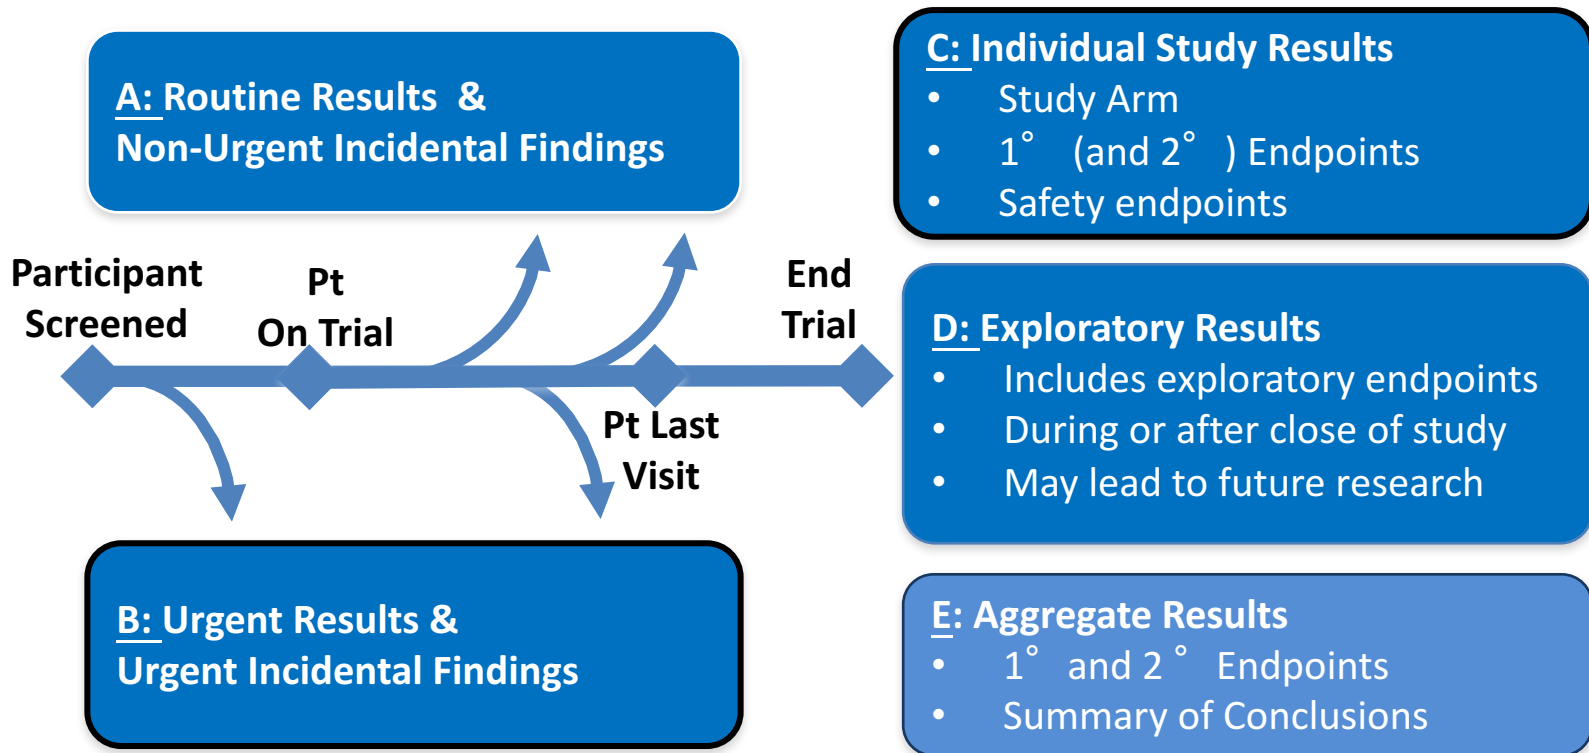 A: Routine Results &
Non-Urgent Incidental Findings
Participant
Screened
Pt
On Trial
Pt Last
Visit
End
Trial
B: Urgent Results &
Urgent Incidental Findings
C: Individual Study Results
• Study Arm
• 1° (and 2° ) Endpoints
• Safety endpoints
D: Exploratory Results
• Includes exploratory endpoints
• During or after close of study
• May lead to future research
E: Aggregate Results
• 1° and 2 ° Endpoints
• Summary of Conclusions